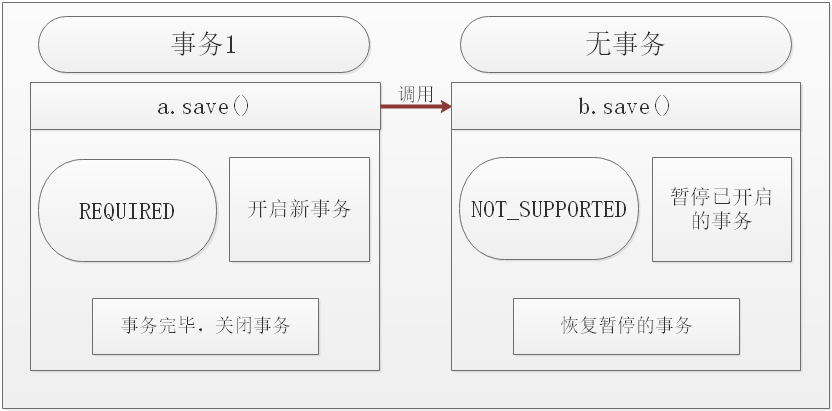 事务1
无事务
a.save()
调用
b.save()
REQUIRED
开启新事务
NOT_SUPPORTED
暂停已开启
的事务
事务完毕，关闭事务
恢复暂停的事务